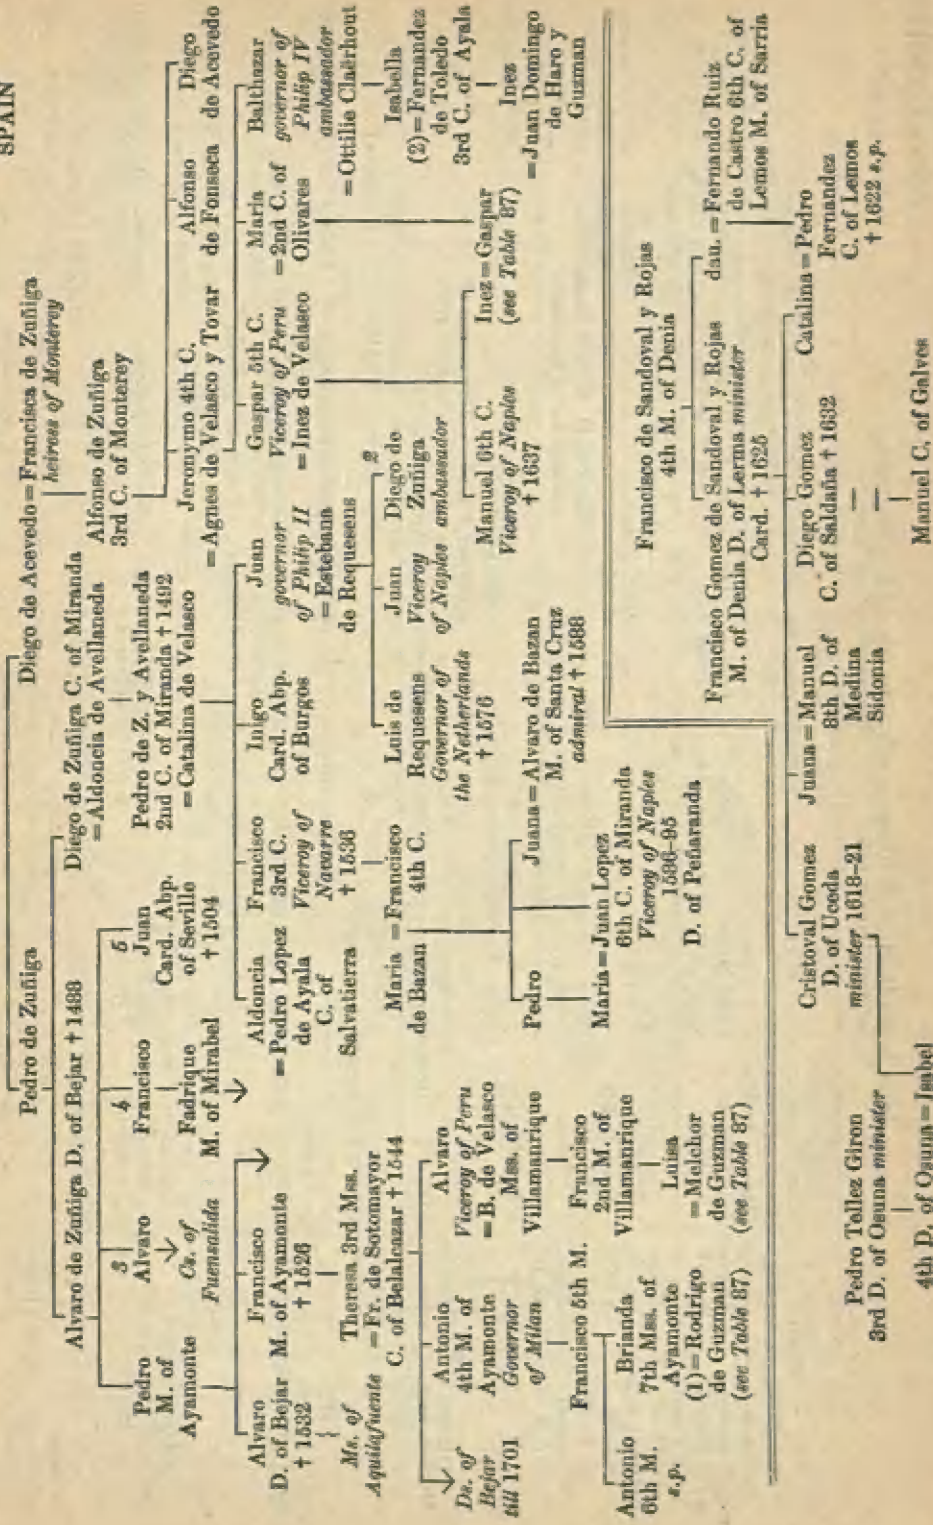 SPAIN
Pedro de Zuñiga
Diego de Acevedo = Francisca de Zuñiga
heiress of Monterey
Alvaro de Zuñiga D. of Bejar † 1488
Diego de Zuñiga C. of Miranda
= Aldoncia de Avellaneda
Alfonso de Zuñiga
3rd C. of Monterey
Pedro
M. of
Ayamonte
3
Alvaro
Cs. of
Fuensalida
4
Francisco
Fadrique
M. of Mirabel
5
Juan
Card. Abp.
of Seville
† 1504
Pedro de Z. y Avellaneda
2nd C. of Miranda † 1492
= Catalina de Velasco
Jeronymo 4th C.
= Agnes de Velasco y Tovar
Alfonso
de Fonseca
Diego
de Acevedo
Alvaro
D. of Bejar
† 1532
Ms. of
Aquilafuente
Francisco
M. of Ayamonte
† 1526
Theresa 3rd Mss.
= Fr. de Sotomayor
C. of Belalcazar † 1544
Aldoncia
= Pedro Lopez
de Ayala
C. of
Salvatierra
Francisco
3rd C.
Viceroy of
Navarre
† 1536
Inigo
Card. Abp.
of Burgos
Juan
governor
of Philip II
= Estebana
de Requesens
Gaspar 5th C.
Viceroy of Peru
= Inez de Velasco
Maria
= 2nd C. of
Olivares
Balthazar
governor of
Philip IV
ambassador
= Ottilie Claërhout
Isabella
(2) = Fernandez
de Toledo
3rd C. of Ayala
Inez
= Juan Domingo
de Haro y
Guzman
Maria
de Bazan
= Francisco
4th C.
Luis de
Requesens
Governor of
the Netherlands
† 1576
Juan
Viceroy
of Naples
2
Diego de
Zuñiga
ambassador
Manuel 6th C.
Viceroy of Naples
† 1637
Inez = Gaspar
(see Table 87)
Ds. of
Bejar
till 1701
Antonio
4th M. of
Ayamonte
Governor
of Milan
Alvaro
Viceroy of Peru
= B. de Velasco
Mss. of
Villamanrique
Pedro
Juana = Alvaro de Bazan
M. of Santa Cruz
admiral † 1588
Francisco 5th M.
Francisco
2nd M. of
Villamanrique
Maria = Juan Lopez
6th C. of Miranda
Viceroy of Naples
1586-95
D. of Peñaranda
Antonio
6th M.
s.p.
Brianda
7th Mss. of
Ayamonte
(1) = Rodrigo
de Guzman
(see Table 87)
Luisa
= Melchor
de Guzman
(see Table 87)
Francisco de Sandoval y Rojas
4th M. of Denia
Francisco Gomez de Sandoval y Rojas
M. of Denia D. of Lerma minister
Card. † 1625
dau. = Fernando Ruiz
de Castro 6th C. of
Lemos M. of Sarria
Cristoval Gomez
D. of Uceda
minister 1618-21
Juana = Manuel
8th D. of
Medina
Sidonia
Diego Gomez
C. of Saldaña † 1632
—
—
Manuel C. of Galves
Catalina = Pedro
Fernandez
C. of Lemos
† 1622 s.p.
Pedro Tellez Giron
3rd D. of Osuna minister
4th D. of Osuna = Isabel